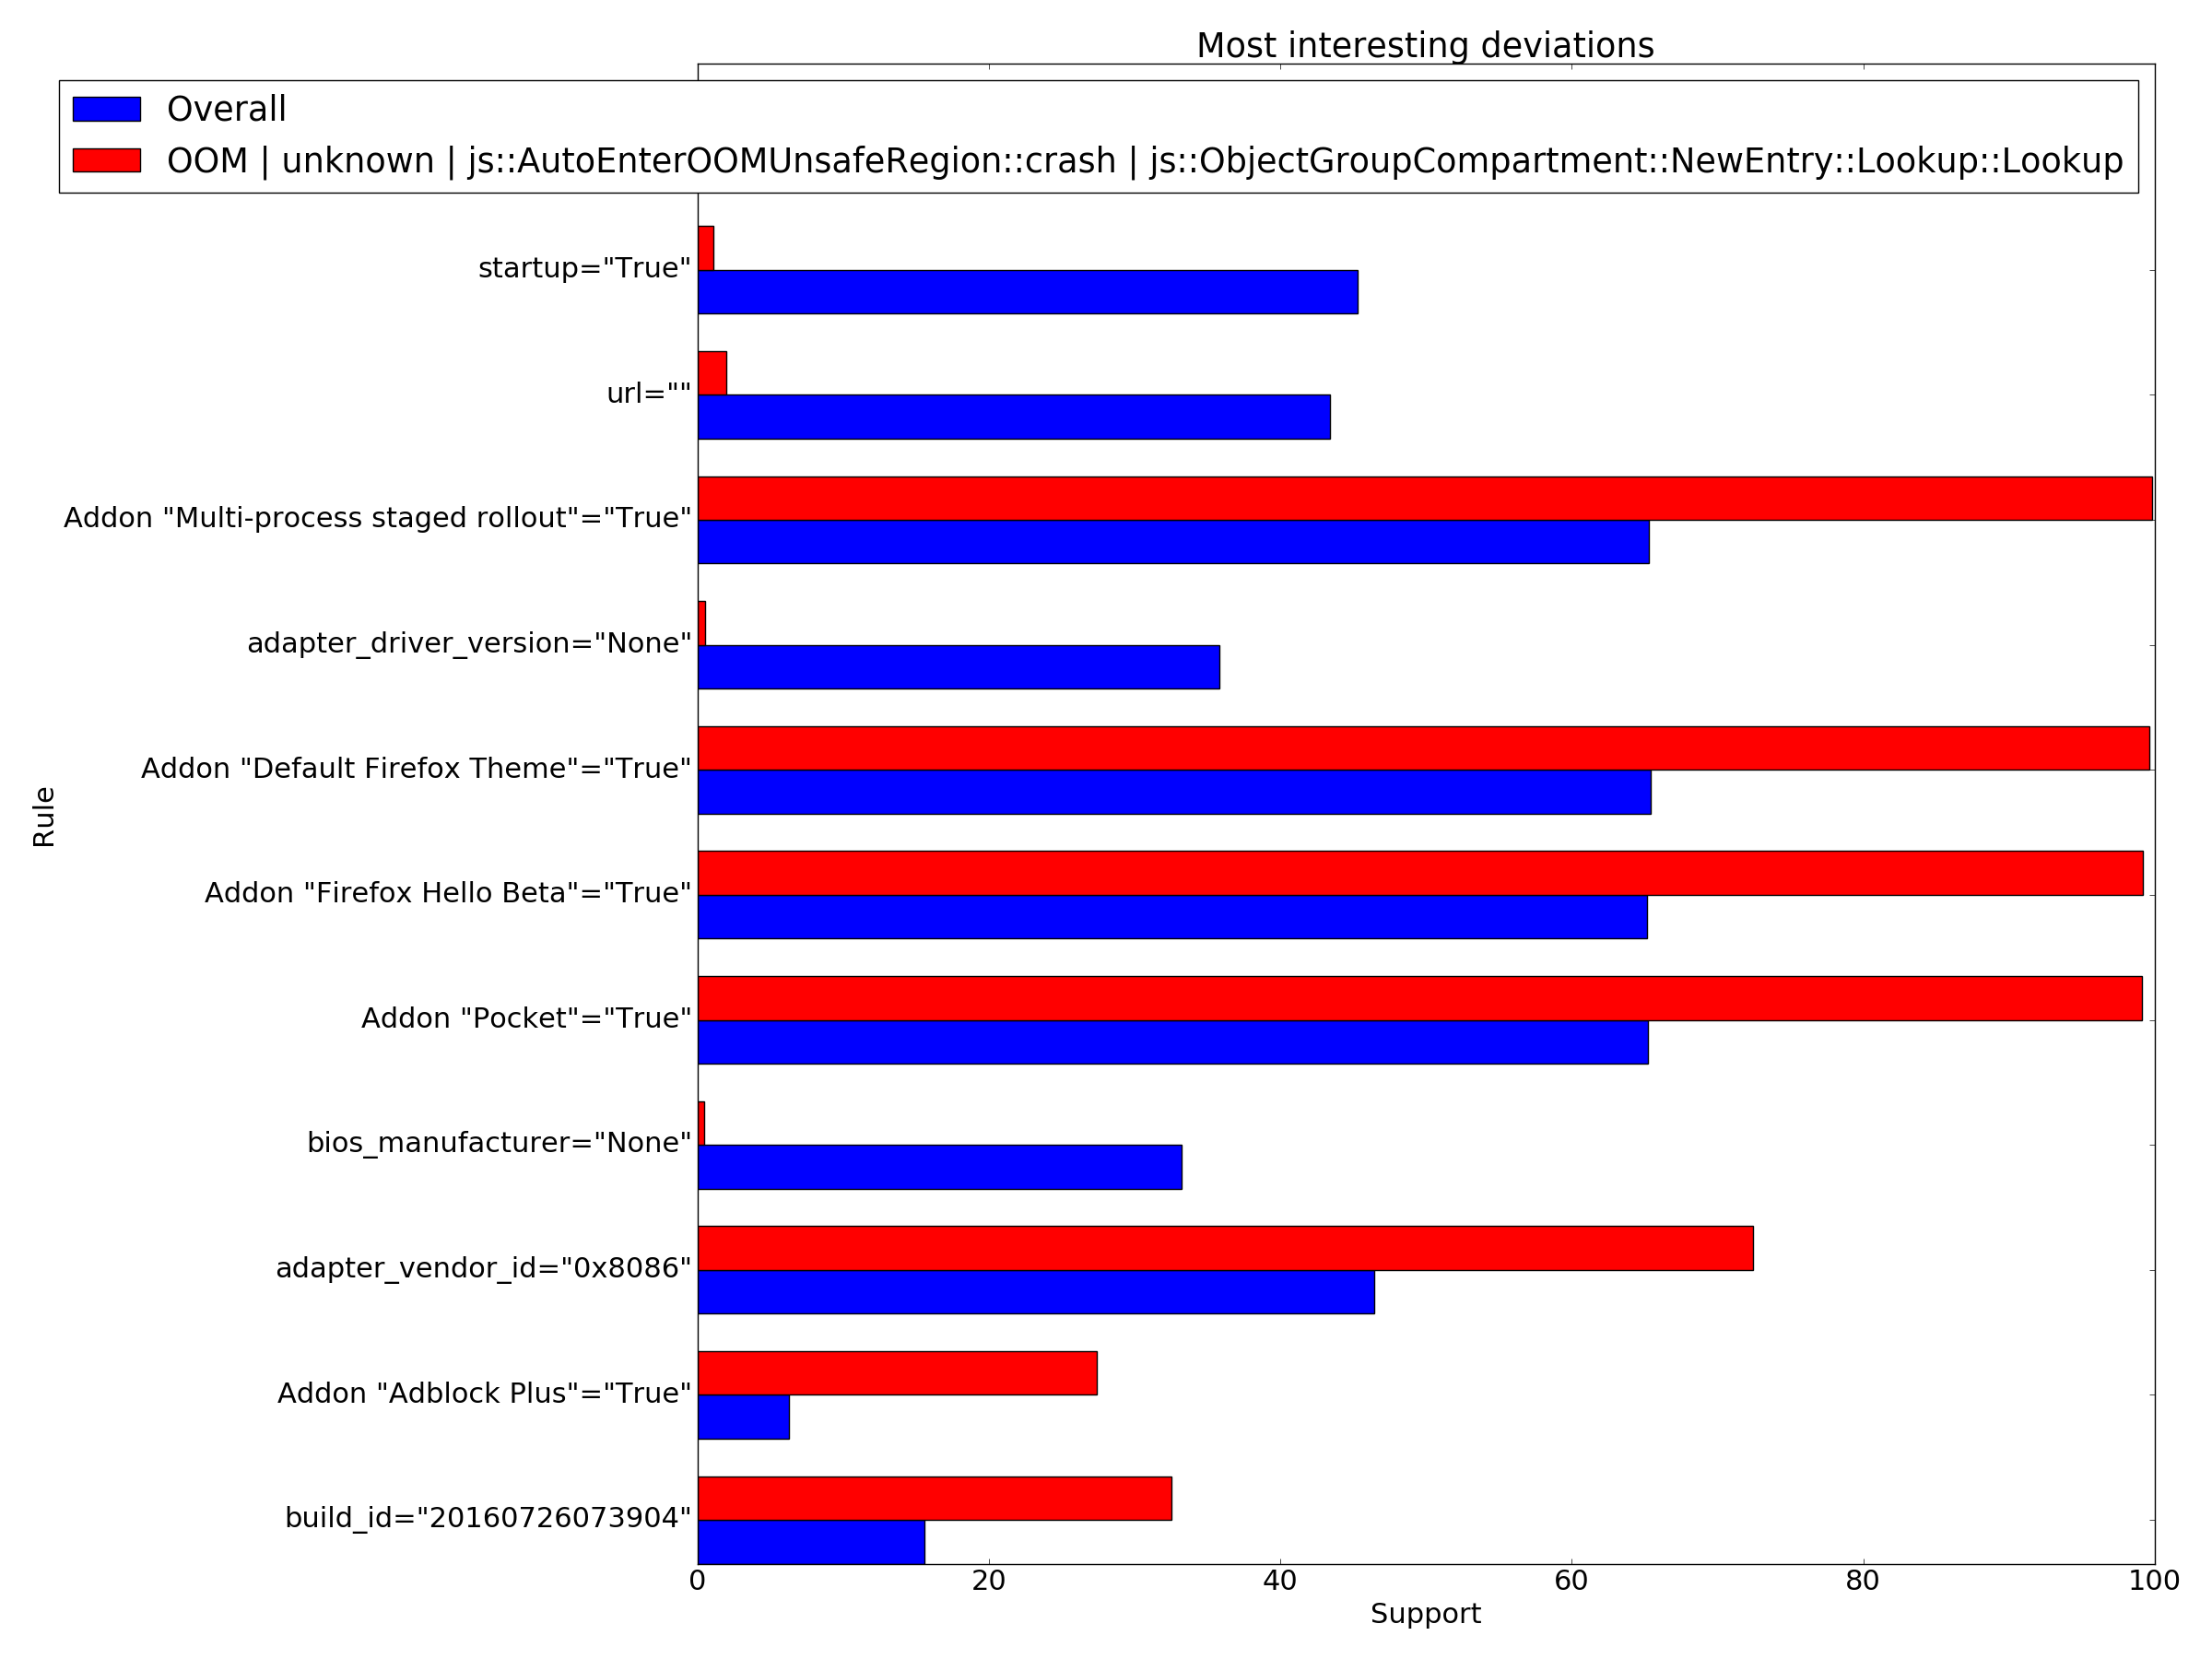 Most interesting deviations
Overall
OOM | unknown | js::AutoEnterOOMUnsafeRegion::crash | js::ObjectGroupCompartment::NewEntry::Lookup::Lookup
startup="True"
url=""
Addon "Multi-process staged rollout"="True"
adapter_driver_version="None"
Addon "Default Firefox Theme"="True"
Rule
Addon "Firefox Hello Beta"="True"
Addon "Pocket"="True"
bios_manufacturer="None"
adapter_vendor_id="0x8086"
Addon "Adblock Plus"="True"
build_id="20160726073904"
0 20 40 60 80 100
Support